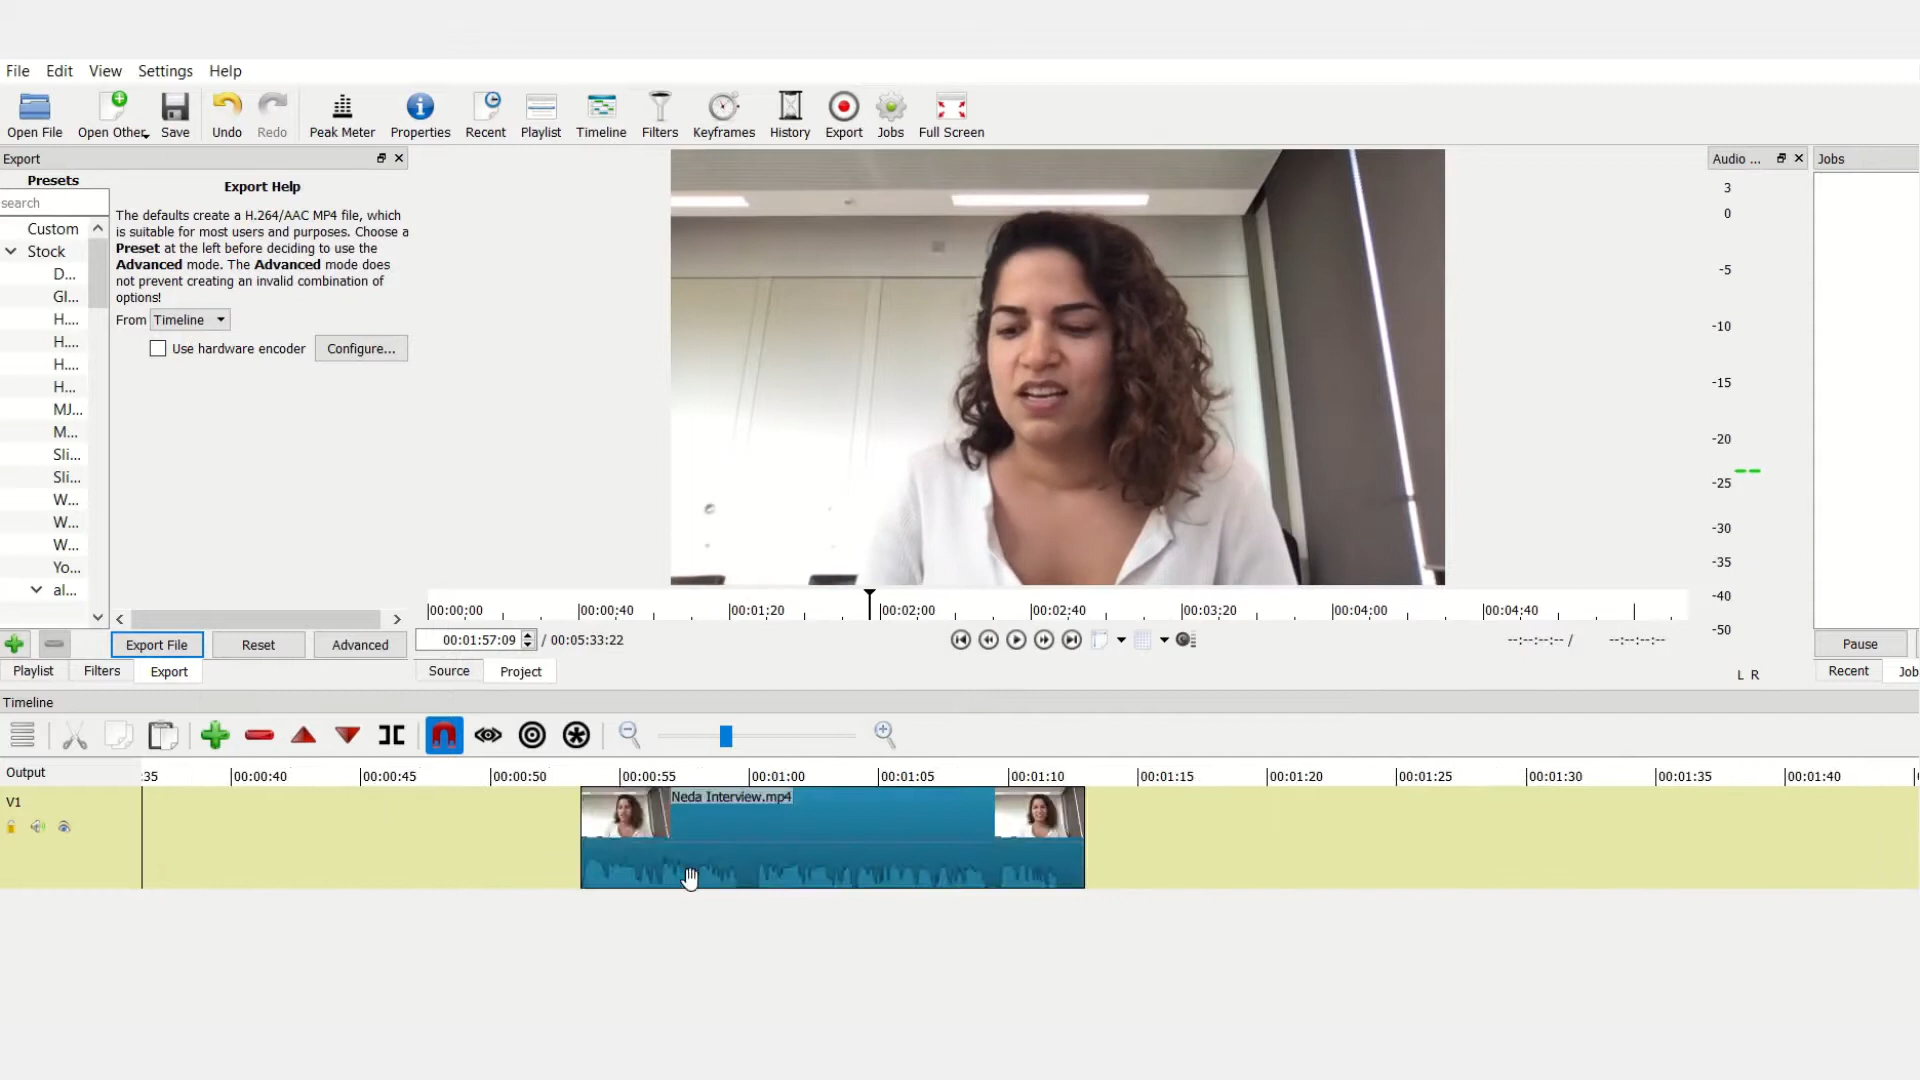 File Edit View Settings Help
Open File Open Other Save Undo Redo Peak Meter Properties Recent Playlist Timeline Filters Keyframes History Export Jobs Full Screen
Export
Presets
search
Custom
Stock
D...
Gl...
H....
H....
H....
H...
MJ...
M...
Sli...
Sli...
W...
W...
W...
Yo...
al...
Export Help
The defaults create a H.264/AAC MP4 file, which
is suitable for most users and purposes. Choose a
Preset at the left before deciding to use the
Advanced mode. The Advanced mode does
not prevent creating an invalid combination of
options!
From Timeline
Use hardware encoder Configure...
Export File Reset Advanced
Playlist Filters Export
00:00:00 00:00:40 00:01:20 00:02:00 00:02:40 00:03:20 00:04:00 00:04:40
00:01:57:09 / 00:05:33:22
--:--:--:-- / --:--:--:--
Source Project
Audio ...
3
0
-5
-10
-15
-20
-25
-30
-35
-40
-50
L R
Jobs
Pause
Recent Job
Timeline
Output
:35 00:00:40 00:00:45 00:00:50 00:00:55 00:01:00 00:01:05 00:01:10 00:01:15 00:01:20 00:01:25 00:01:30 00:01:35 00:01:40
V1
Neda Interview.mp4